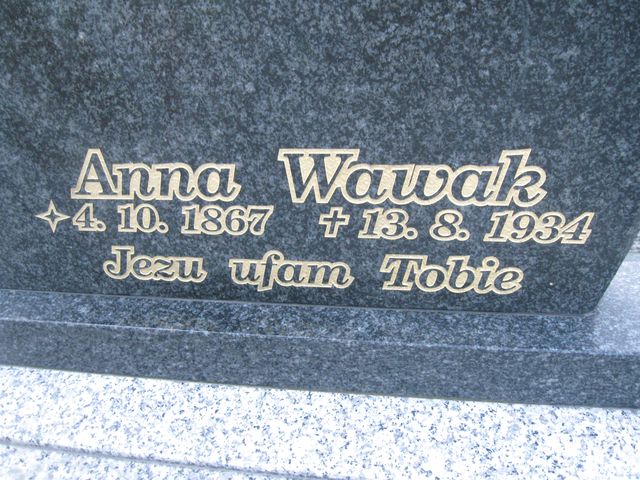 Anna Wawak
✧ 4. 10. 1867 ✝ 13. 8. 1934
Jezu ufam Tobie